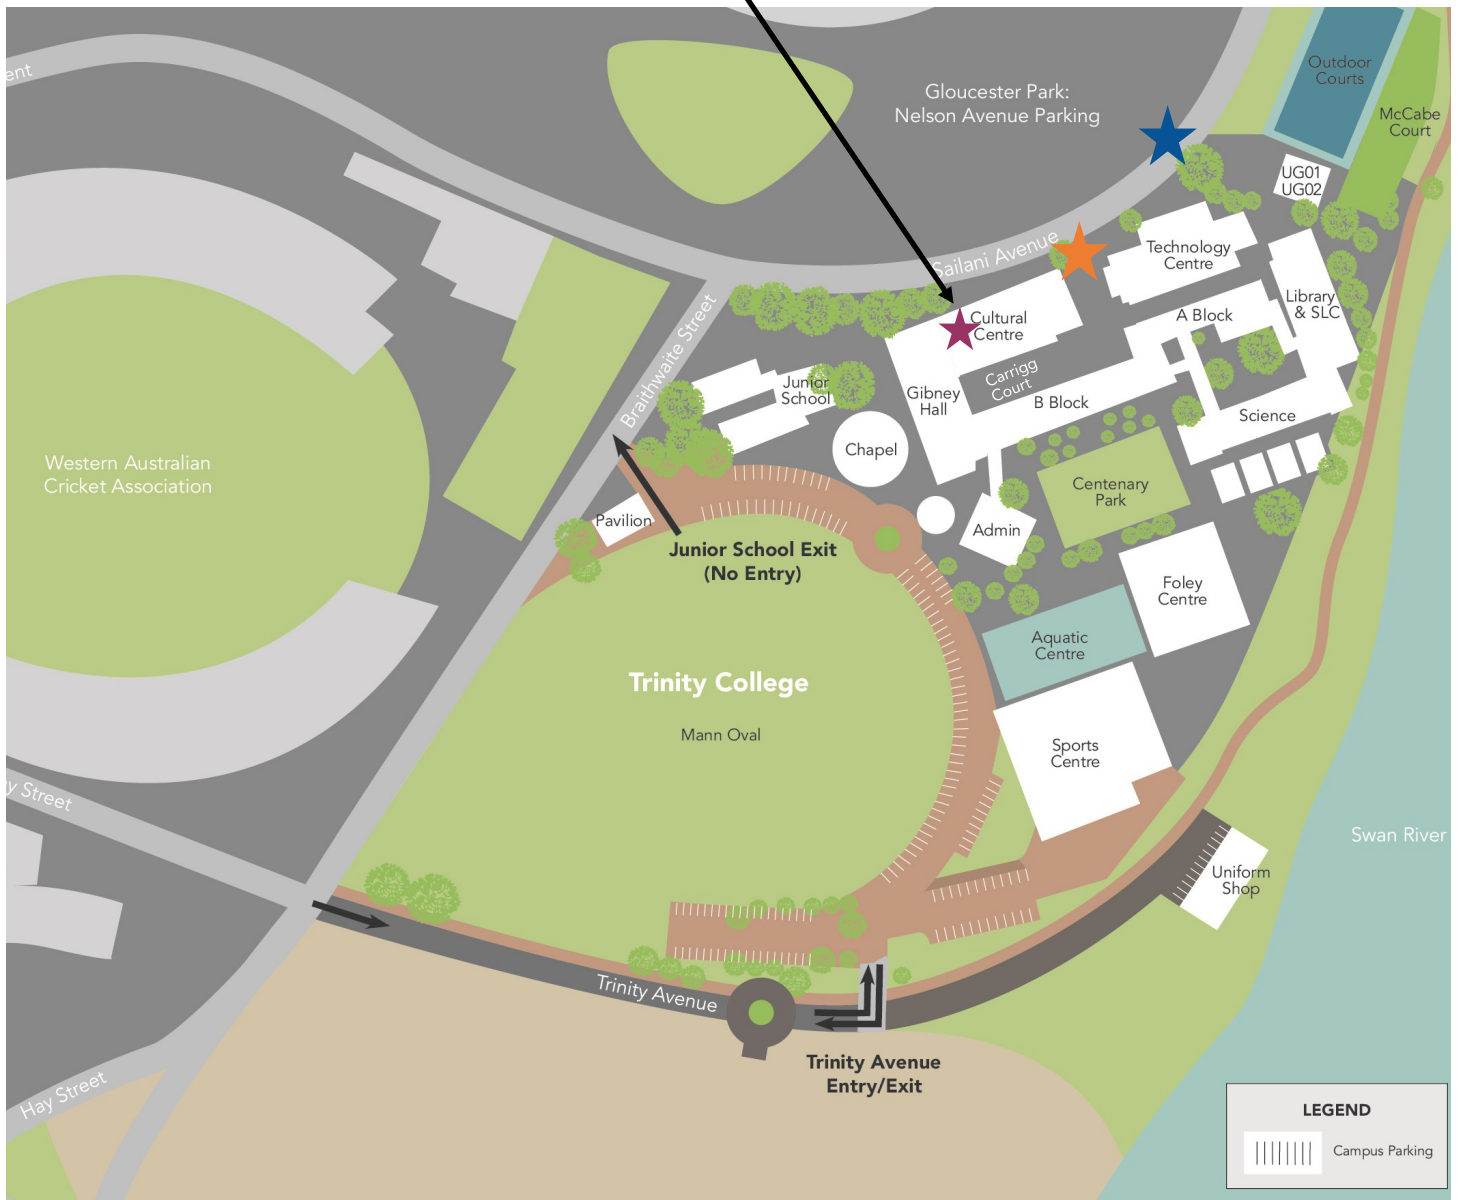 ent
Gloucester Park:
Nelson Avenue Parking
Outdoor
Courts
McCabe
Court
UG01
UG02
Sailani Avenue
Technology
Centre
Library
& SLC
A Block
Cultural
Centre
Braithwaite Street
Junior
School
Carrigg
Court
Gibney
Hall
B Block
Science
Chapel
Western Australian
Cricket Association
Centenary
Park
Pavilion
Admin
Junior School Exit
(No Entry)
Foley
Centre
Aquatic
Centre
Trinity College
Mann Oval
Sports
Centre
y Street
Swan River
Uniform
Shop
Trinity Avenue
Trinity Avenue
Entry/Exit
Hay Street
LEGEND
Campus Parking